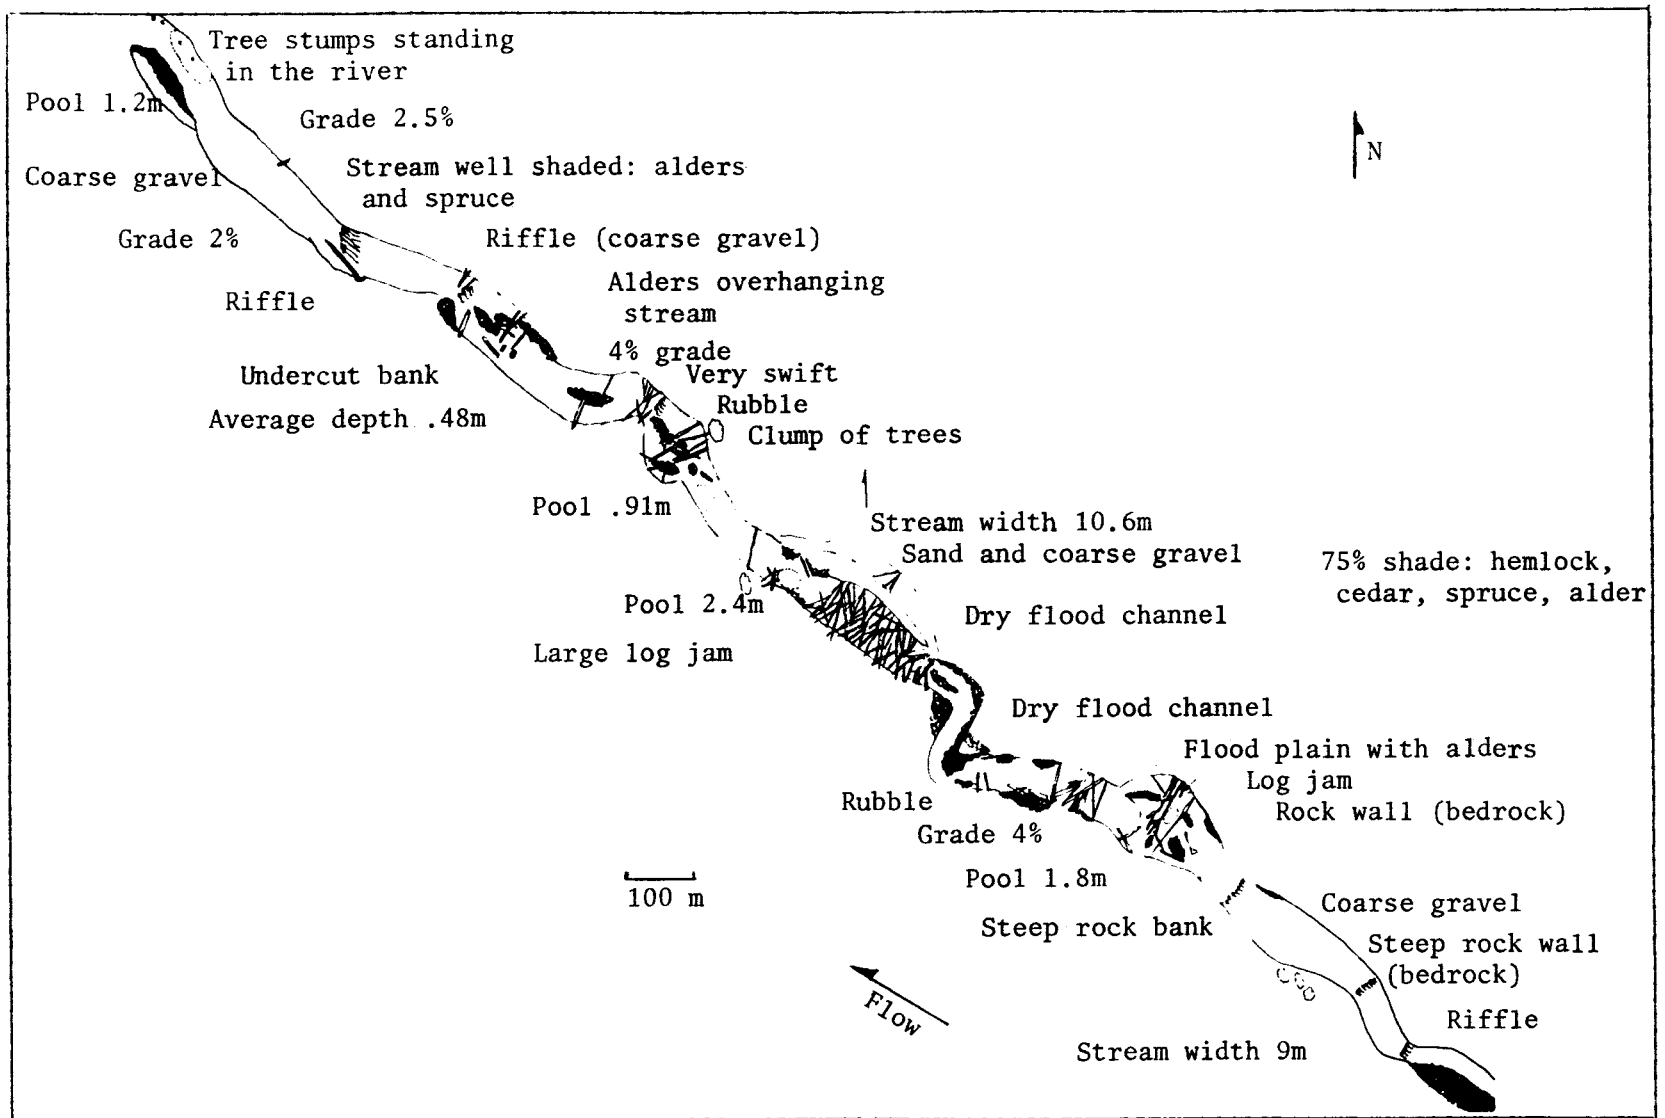 Tree stumps standing
in the river
Pool 1.2m
Grade 2.5%
Stream well shaded: alders
and spruce
Coarse gravel
Grade 2%
Riffle (coarse gravel)
Alders overhanging
stream
Riffle
4% grade
Very swift
Undercut bank
Rubble
Average depth .48m
Clump of trees
N
Pool .91m
Stream width 10.6m
Sand and coarse gravel
75% shade: hemlock,
cedar, spruce, alder
Pool 2.4m
Dry flood channel
Large log jam
Dry flood channel
Flood plain with alders
Log jam
Rock wall (bedrock)
Rubble
Grade 4%
Pool 1.8m
100 m
Steep rock bank
Coarse gravel
Steep rock wall
(bedrock)
Flow
Riffle
Stream width 9m